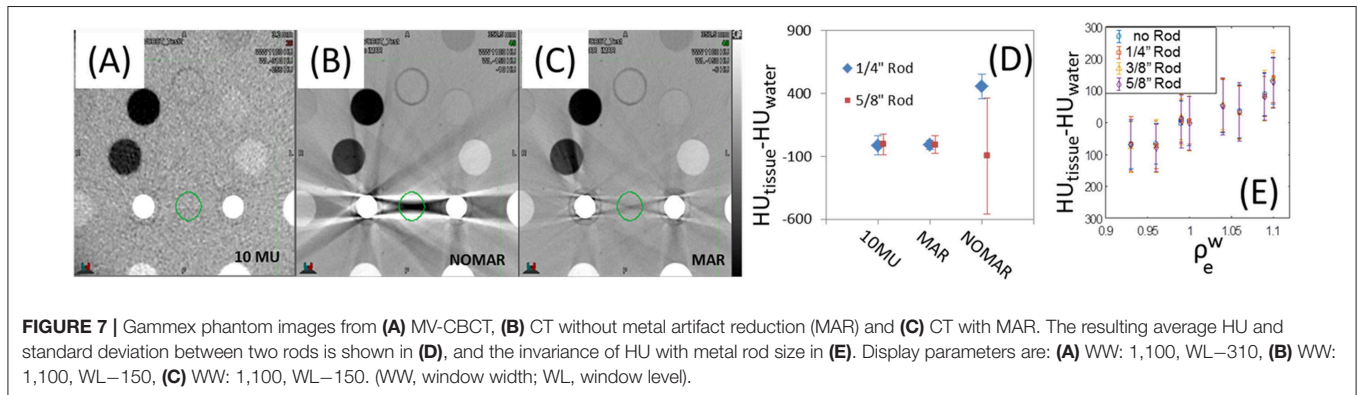 (A)
10 MU
(B)
NOMAR
(C)
MAR
(D)
HUtissue-HUwater
900
400
-100
-600
1/4" Rod
5/8" Rod
10MU
MAR
NOMAR
(E)
HUtissue-HUwater
300
200
100
0
100
200
300
no Rod
1/4" Rod
3/8" Rod
5/8" Rod
0.9
0.95
1
1.05
1.1
ρe^w
FIGURE 7 | Gammex phantom images from (A) MV-CBCT, (B) CT without metal artifact reduction (MAR) and (C) CT with MAR. The resulting average HU and
standard deviation between two rods is shown in (D), and the invariance of HU with metal rod size in (E). Display parameters are: (A) WW: 1,100, WL−310, (B) WW:
1,100, WL−150, (C) WW: 1,100, WL−150. (WW, window width; WL, window level).